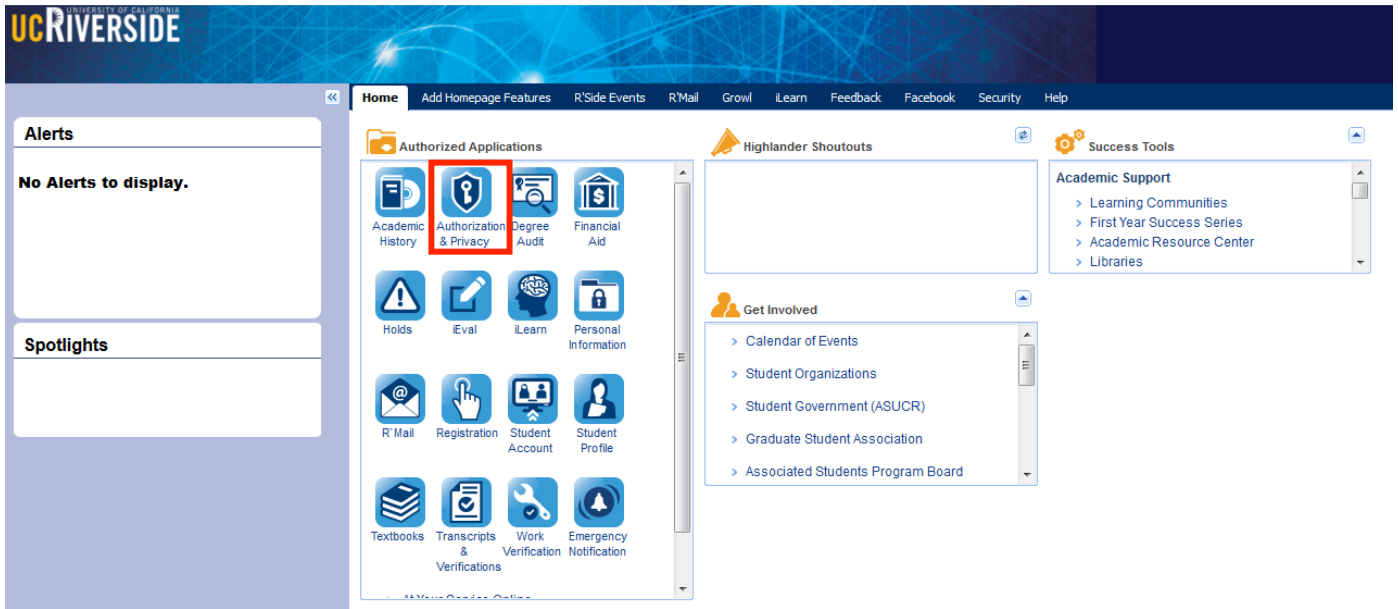 UNIVERSITY OF CALIFORNIA
UCRIVERSIDE
Home Add Homepage Features R'Side Events R'Mail Growl iLearn Feedback Facebook Security Help
Alerts
No Alerts to display.
Spotlights
Authorized Applications
Academic History
Authorization & Privacy
Degree Audit
Financial Aid
Holds
iEval
iLearn
Personal Information
R`Mail
Registration
Student Account
Student Profile
Textbooks
Transcripts & Verifications
Work Verification
Emergency Notification
At Your Service Online
Highlander Shoutouts
Get Involved
> Calendar of Events
> Student Organizations
> Student Government (ASUCR)
> Graduate Student Association
> Associated Students Program Board
Success Tools
Academic Support
> Learning Communities
> First Year Success Series
> Academic Resource Center
> Libraries